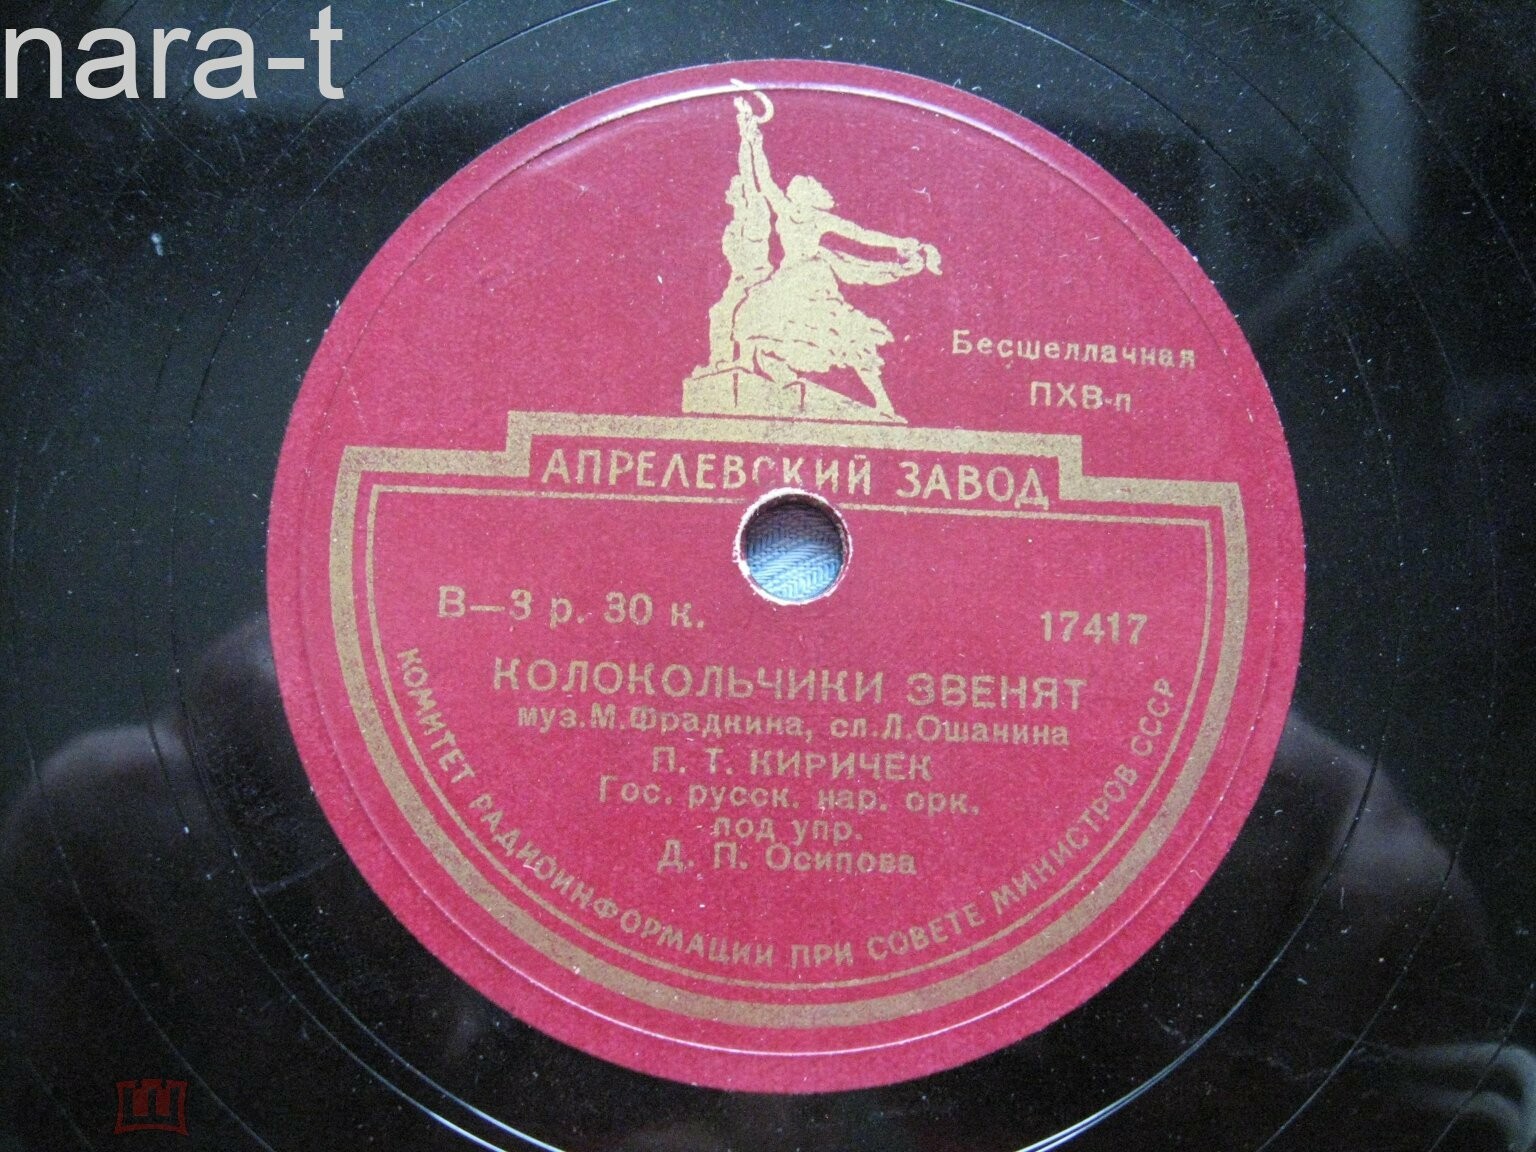 nara-t
Бесшеллачная
ПХВ-п
АПРЕЛЕВСКИЙ ЗАВОД
В—3 р. 30 к.
17417
КОЛОКОЛЬЧИКИ ЗВЕНЯТ
муз.М.Фрадкина, сл.Л.Ошанина
П. Т. КИРИЧЕК
Гос. русск. нар. орк.
под упр.
Д. П. Осипова
КОМИТЕТ РАДИОИНФОРМАЦИИ ПРИ СОВЕТЕ МИНИСТРОВ СССР